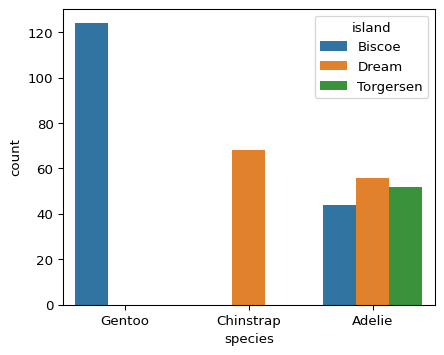 island
Biscoe
Dream
Torgersen
120
100
80
60
40
20
0
count
Gentoo Chinstrap Adelie
species